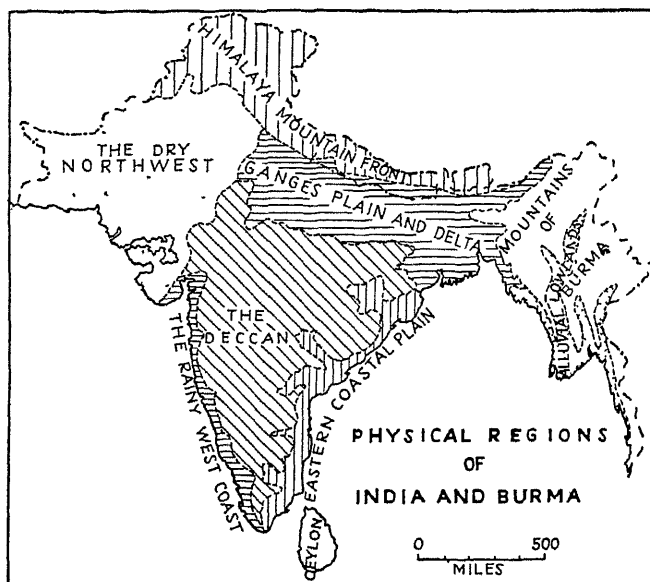 HIMALAYA MOUNTAIN FRONT
THE DRY
NORTHWEST
GANGES PLAIN AND DELTA
MOUNTAINS
OF
BURMA
ALLUVIAL LOWLANDS
THE
DECCAN
THE RAINY WEST COAST
EASTERN COASTAL PLAIN
CEYLON
PHYSICAL REGIONS
OF
INDIA AND BURMA
0 500
MILES